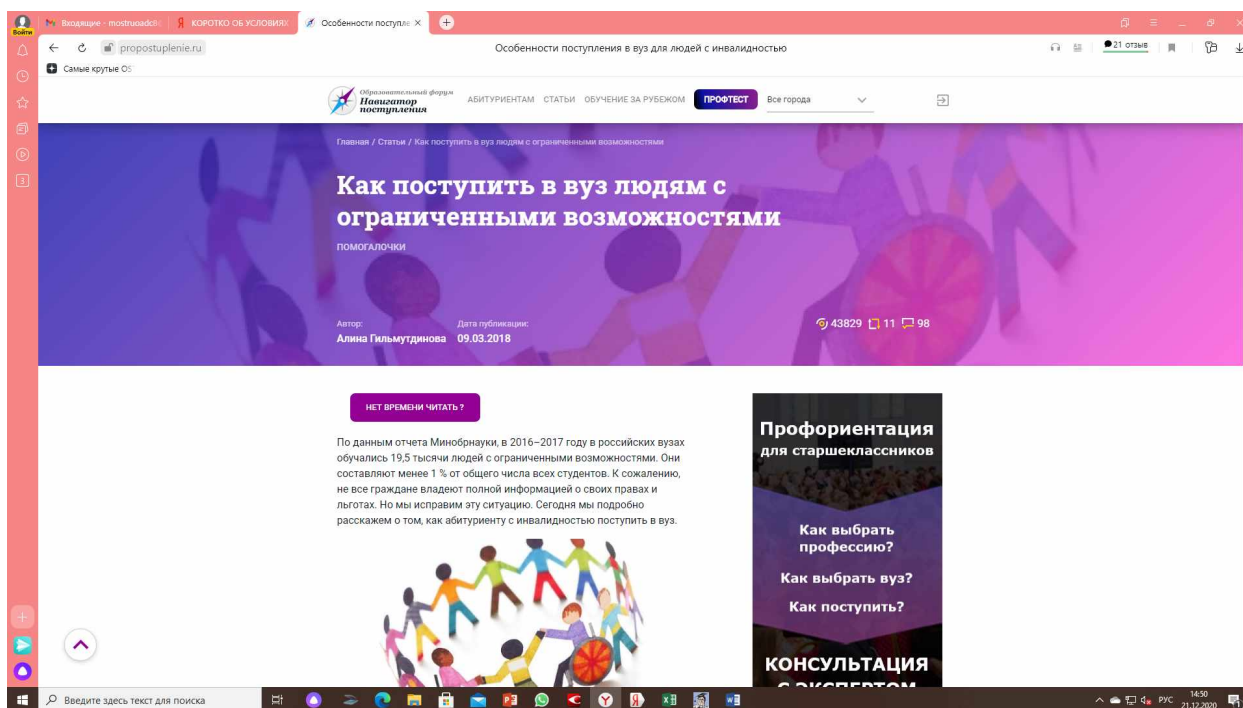 Войти
Входящие - mostruoadc8
КОРОТКО ОБ УСЛОВИЯХ
Особенности поступле
propostuplenie.ru
Особенности поступления в вуз для людей с инвалидностью
21 отзыв
Самые крутые OS
Образовательный форум
Навигатор
поступления
АБИТУРИЕНТАМ СТАТЬИ ОБУЧЕНИЕ ЗА РУБЕЖОМ ПРОФТЕСТ Все города
Главная / Статьи / Как поступить в вуз людям с ограниченными возможностями
Как поступить в вуз людям с
ограниченными возможностями
ПОМОГАЛОЧКИ
Автор: Дата публикации:
Алина Гильмутдинова 09.03.2018
43829 11 98
НЕТ ВРЕМЕНИ ЧИТАТЬ ?
По данным отчета Минобрнауки, в 2016–2017 году в российских вузах
обучались 19,5 тысячи людей с ограниченными возможностями. Они
составляют менее 1 % от общего числа всех студентов. К сожалению,
не все граждане владеют полной информацией о своих правах и
льготах. Но мы исправим эту ситуацию. Сегодня мы подробно
расскажем о том, как абитуриенту с инвалидностью поступить в вуз.
Профориентация
для старшеклассников
Как выбрать
профессию?
Как выбрать вуз?
Как поступить?
КОНСУЛЬТАЦИЯ
С ЭКСПЕРТОМ
Введите здесь текст для поиска
РУС
14:50
21.12.2020